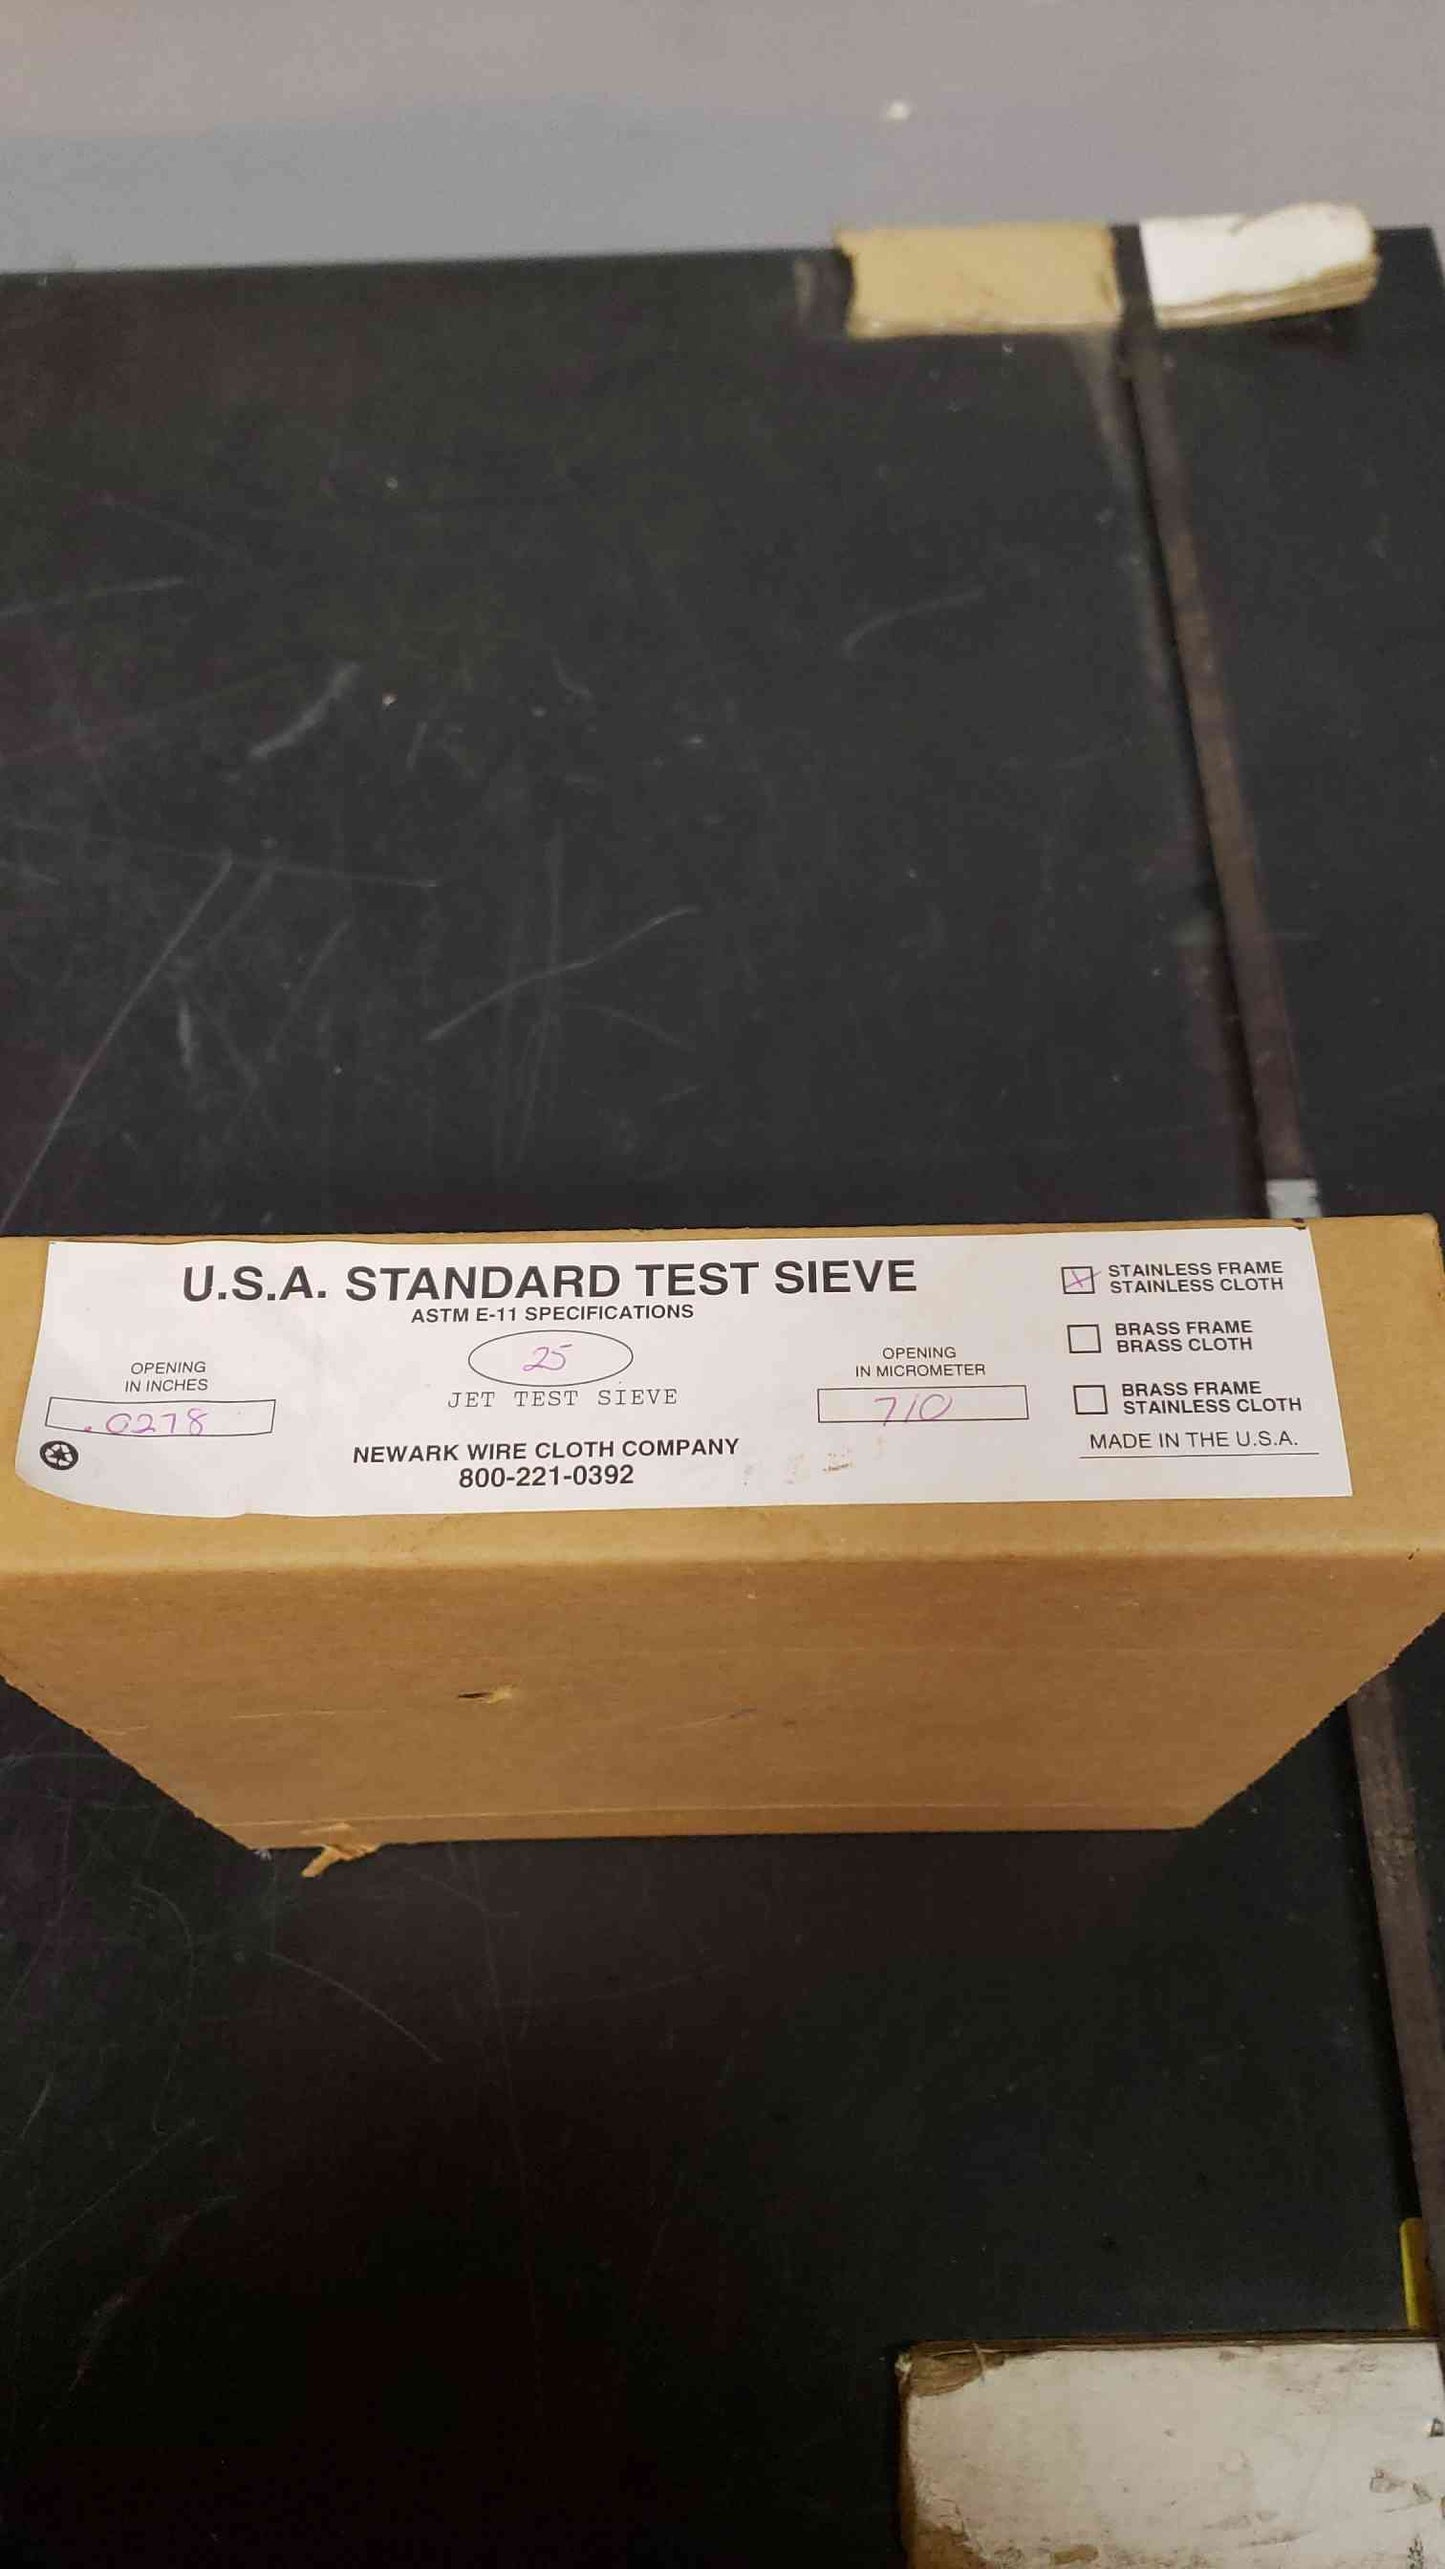 U.S.A. STANDARD TEST SIEVE
ASTM E-11 SPECIFICATIONS
25
JET TEST SIEVE
OPENING
IN INCHES
.0278
NEWARK WIRE CLOTH COMPANY
800-221-0392
OPENING
IN MICROMETER
710
STAINLESS FRAME
STAINLESS CLOTH
BRASS FRAME
BRASS CLOTH
BRASS FRAME
STAINLESS CLOTH
MADE IN THE U.S.A.